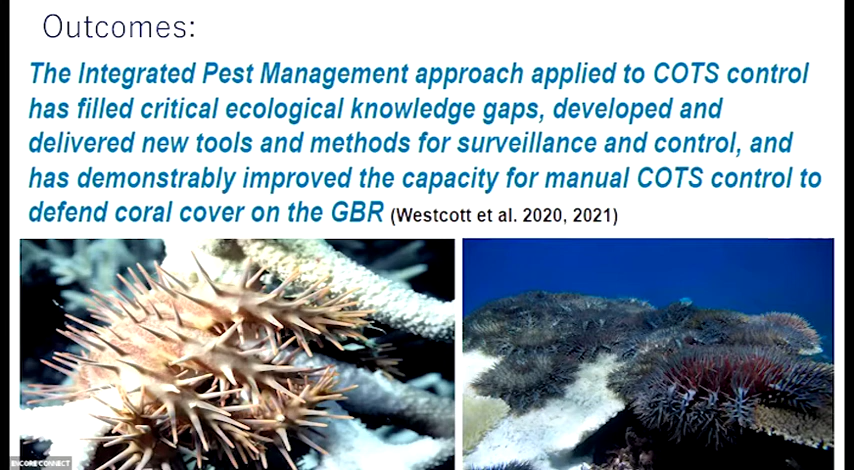 Outcomes:
The Integrated Pest Management approach applied to COTS control
has filled critical ecological knowledge gaps, developed and
delivered new tools and methods for surveillance and control, and
has demonstrably improved the capacity for manual COTS control to
defend coral cover on the GBR (Westcott et al. 2020, 2021)
ENCORE CONNECT